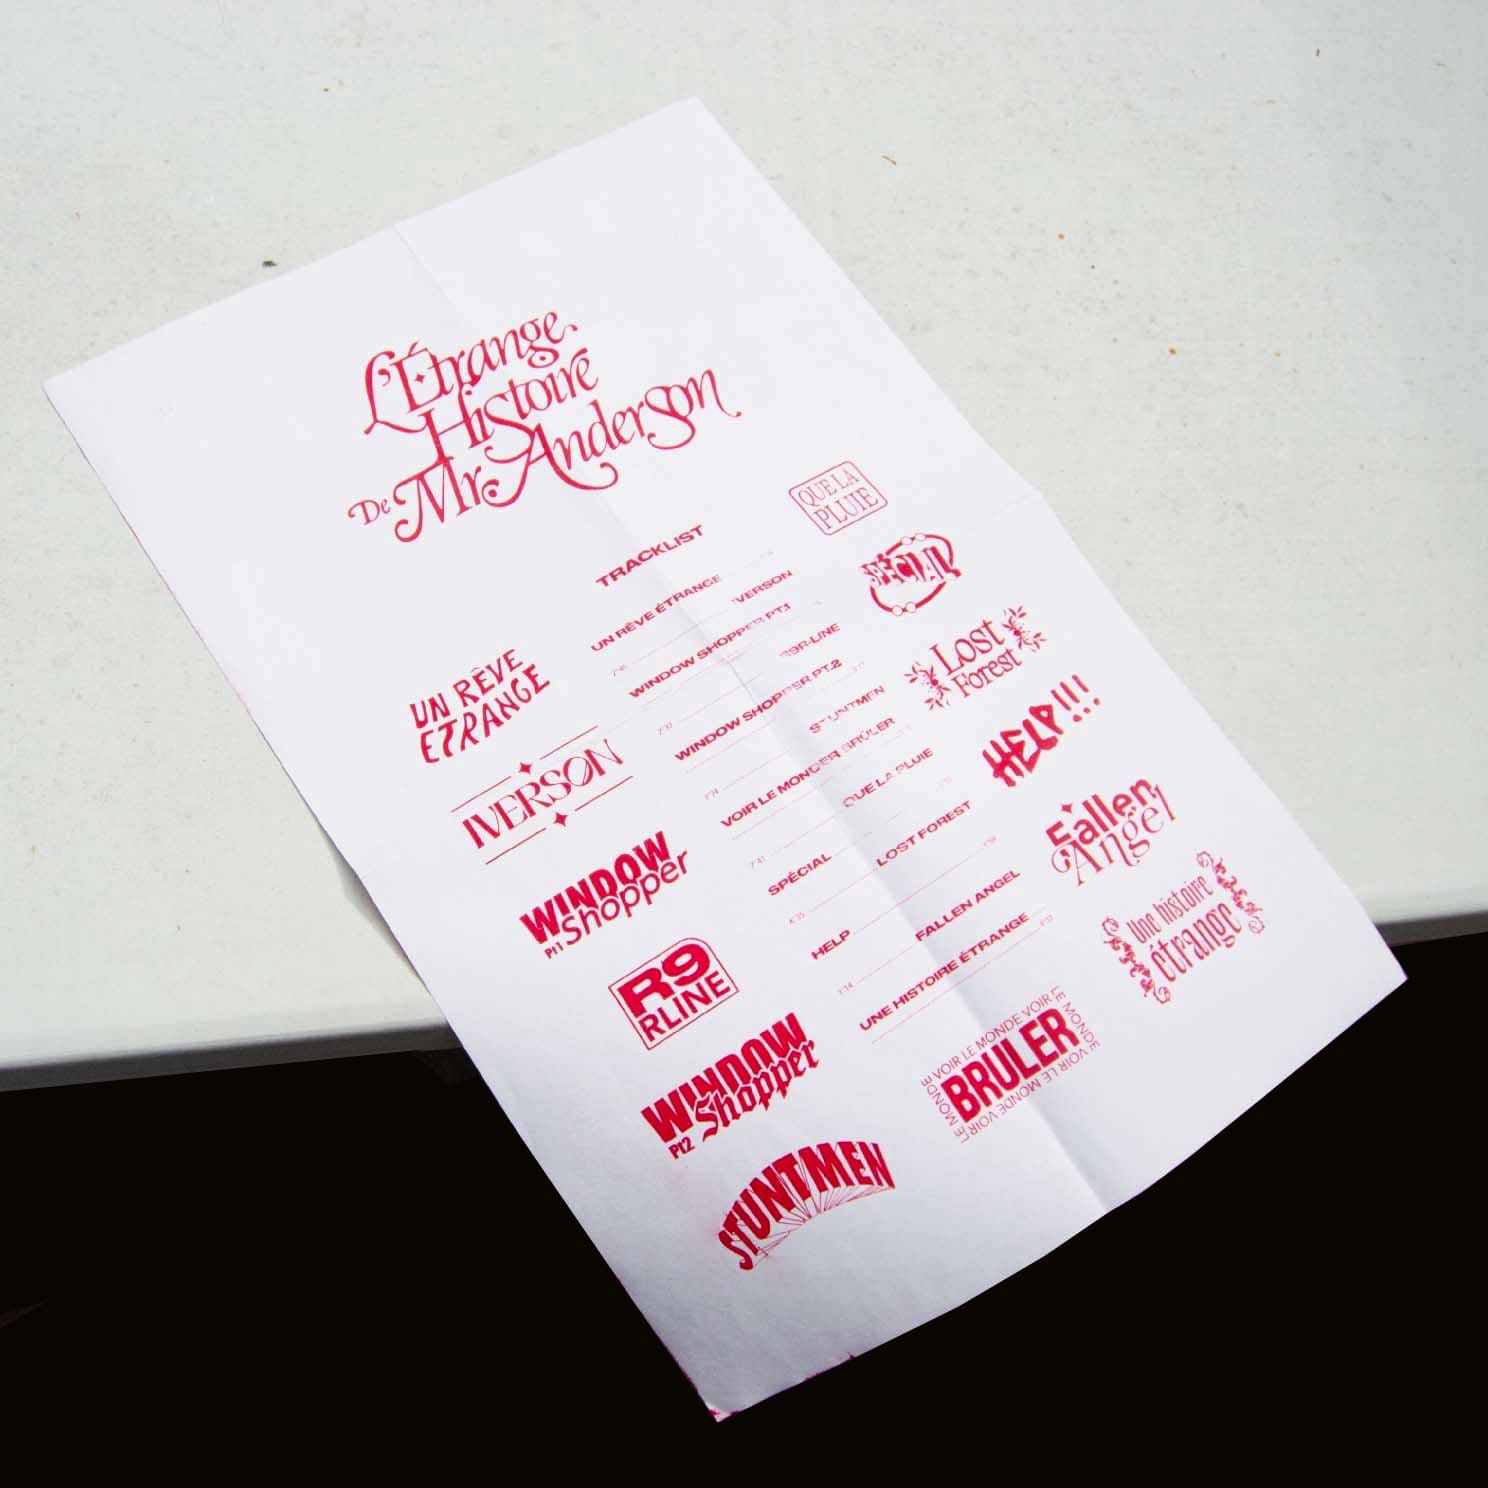 L'Étrange
Histoire
De Mr Anderson
TRACKLIST
UN RÊVE ÉTRANGE
IVERSON
WINDOW SHOPPER PT.1
R9R-LINE
WINDOW SHOPPER PT.2
STUNTMEN
VOIR LE MONDE BRÛLER
QUE LA PLUIE
SPÉCIAL
LOST FOREST
HELP
FALLEN ANGEL
UNE HISTOIRE ÉTRANGE
UN RÊVE
ETRANGE
IVERSON
WINDOW
Shopper
Pt1
R9
RLINE
WINDOW
Shopper
Pt2
STUNTMEN
QUE LA
PLUIE
SPÉCIAL
LOST
Forest
HELP!!!
Fallen
Angel
Une histoire
étrange
VOIR LE MONDE VOIR LE MONDE VOIR LE MONDE VOIR LE MONDE
BRULER